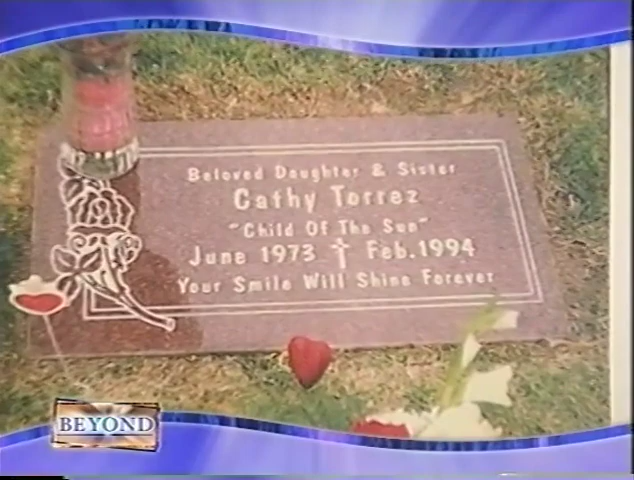 Beloved Daughter & Sister
Cathy Torrez
"Child Of The Sun"
June 1973 Feb. 1994
Your Smile Will Shine Forever
BEYOND